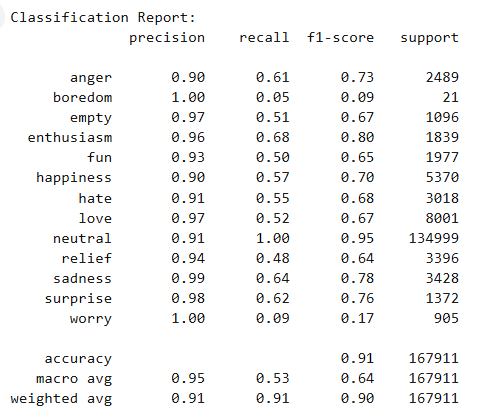 Classification Report:
precision recall f1-score support
anger 0.90 0.61 0.73 2489
boredom 1.00 0.05 0.09 21
empty 0.97 0.51 0.67 1096
enthusiasm 0.96 0.68 0.80 1839
fun 0.93 0.50 0.65 1977
happiness 0.90 0.57 0.70 5370
hate 0.91 0.55 0.68 3018
love 0.97 0.52 0.67 8001
neutral 0.91 1.00 0.95 134999
relief 0.94 0.48 0.64 3396
sadness 0.99 0.64 0.78 3428
surprise 0.98 0.62 0.76 1372
worry 1.00 0.09 0.17 905
accuracy 0.91 167911
macro avg 0.95 0.53 0.64 167911
weighted avg 0.91 0.91 0.90 167911